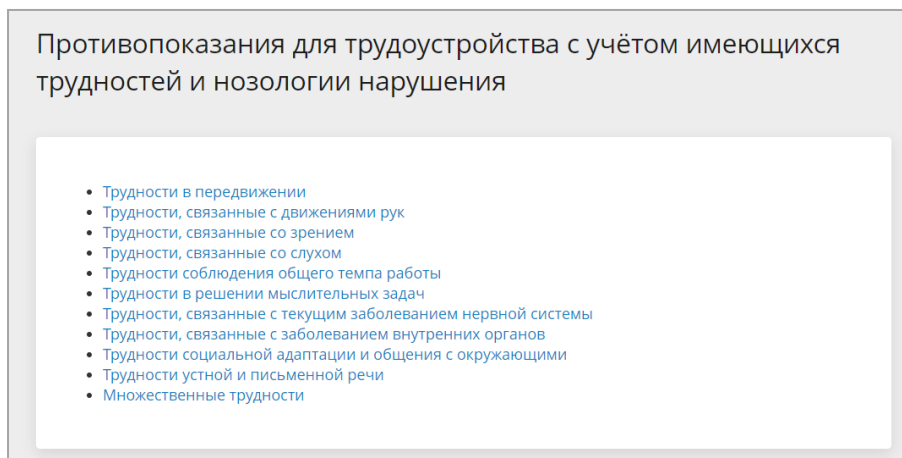 Противопоказания для трудоустройства с учётом имеющихся
трудностей и нозологии нарушения
Трудности в передвижении
Трудности, связанные с движениями рук
Трудности, связанные со зрением
Трудности, связанные со слухом
Трудности соблюдения общего темпа работы
Трудности в решении мыслительных задач
Трудности, связанные с текущим заболеванием нервной системы
Трудности, связанные с заболеванием внутренних органов
Трудности социальной адаптации и общения с окружающими
Трудности устной и письменной речи
Множественные трудности